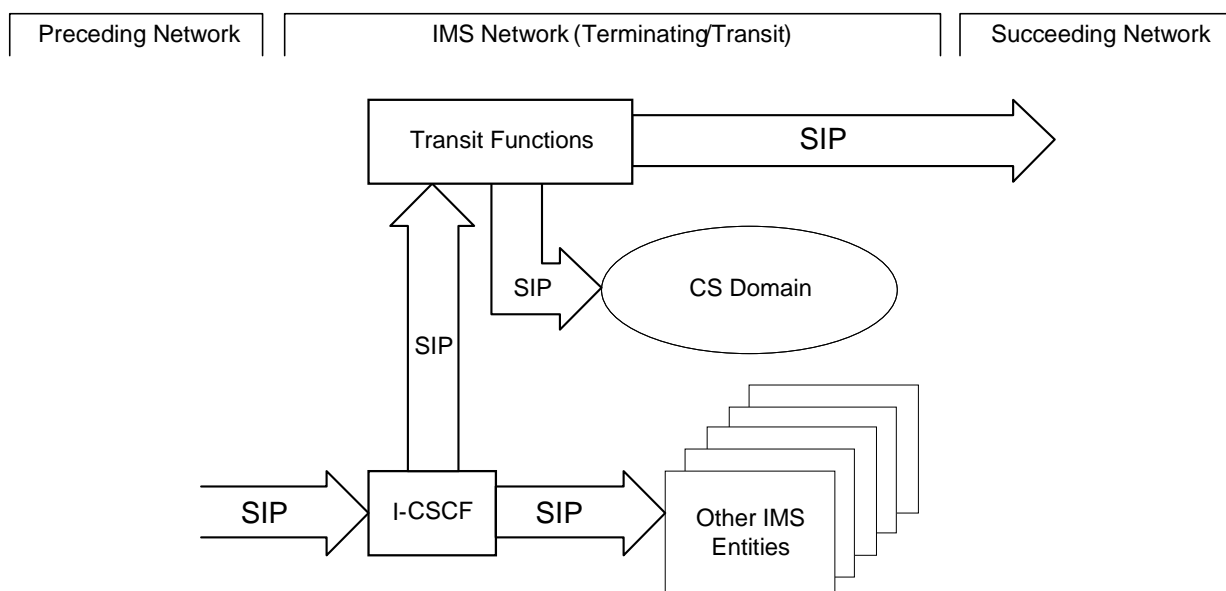 Preceding Network
IMS Network (Terminating/Transit)
Succeeding Network
Transit Functions
SIP
SIP
CS Domain
SIP
SIP
I-CSCF
SIP
Other IMS
Entities